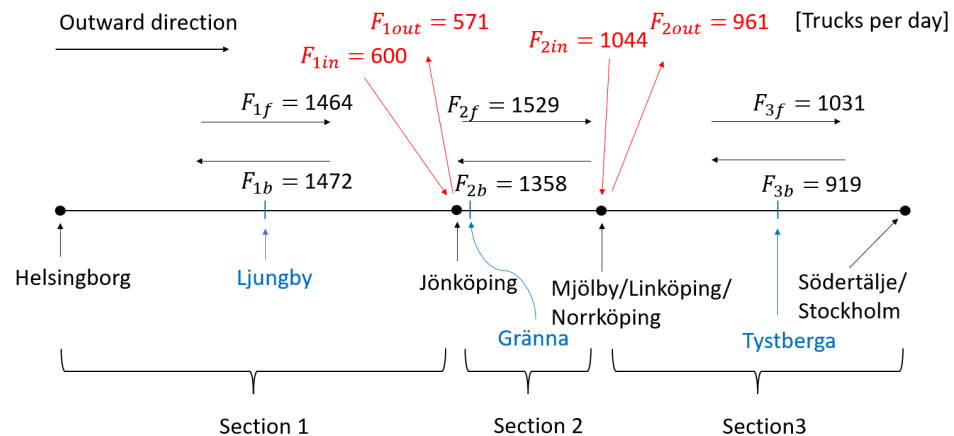 Outward direction
F1out = 571
F2out = 961
[Trucks per day]
F1in = 600
F2in = 1044
F1f = 1464
F2f = 1529
F3f = 1031
F1b = 1472
F2b = 1358
F3b = 919
Helsingborg
Ljungby
Jönköping
Gränna
Mjölby/Linköping/
Norrköping
Tystberga
Södertälje/
Stockholm
Section 1
Section 2
Section3